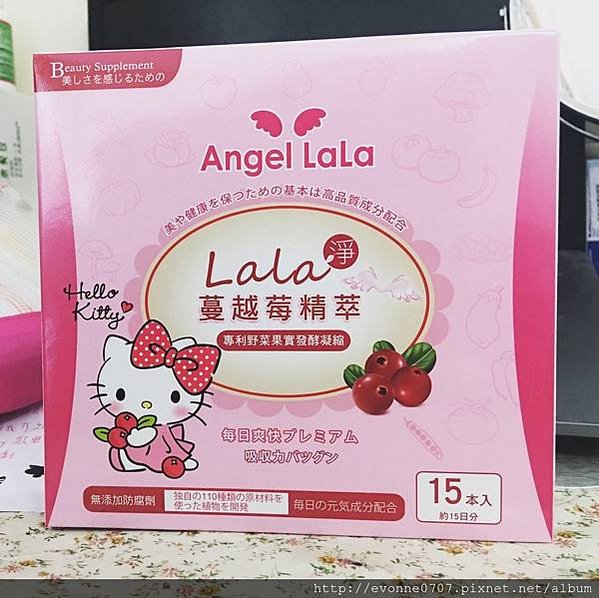 Beauty Supplement
美しさを感じるための
Angel LaLa
美や健康を保つための基本は高品質成分配合
Lala 淨
蔓越莓精萃
專利野菜果實發酵凝縮
Hello
Kitty
毎日爽快プレミアム
吸収力バツグン
無添加防腐劑
独自の110種類の原材料を
使った植物を開発
毎日の元気成分配合
15本入
約15日分
http://evonne0707.pixnet.net/album